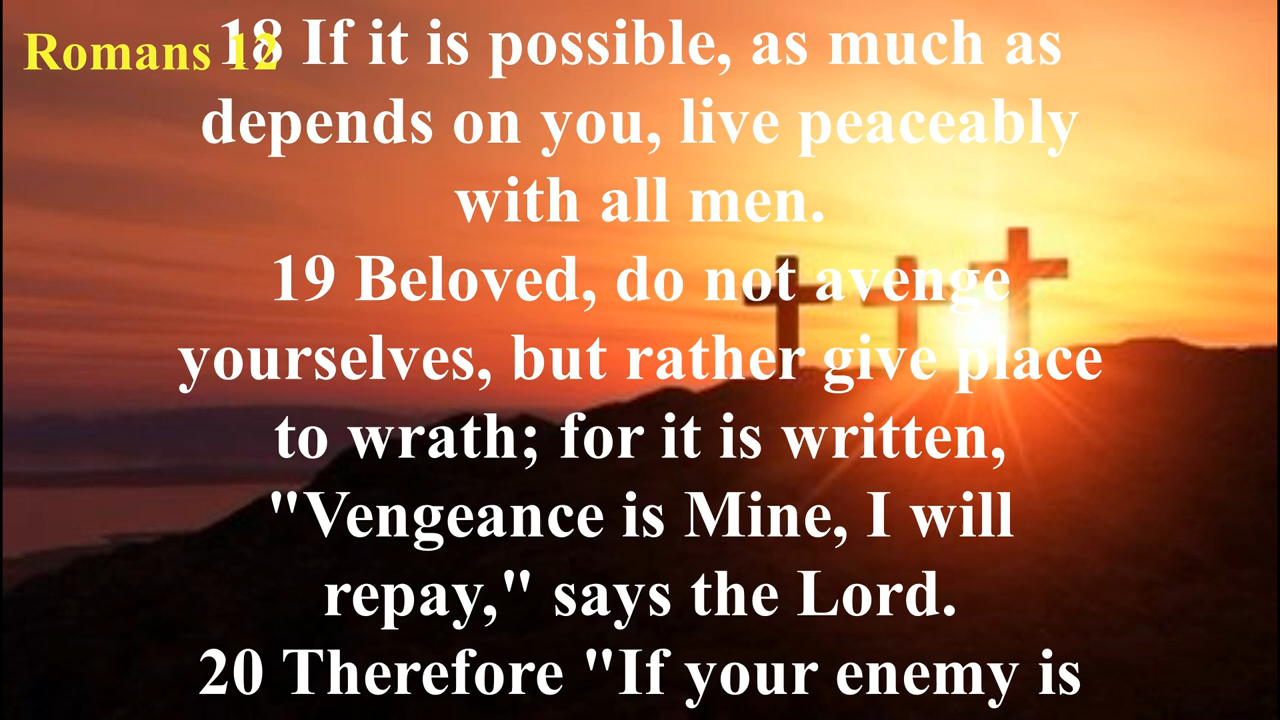 Romans 12
18 If it is possible, as much as
depends on you, live peaceably
with all men.
19 Beloved, do not avenge
yourselves, but rather give place
to wrath; for it is written,
"Vengeance is Mine, I will
repay," says the Lord.
20 Therefore "If your enemy is